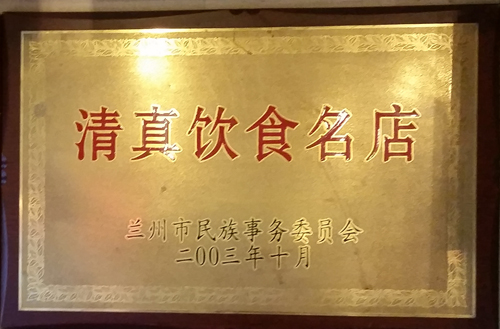 清真饮食名店
兰州市民族事务委员会
二00三年十月